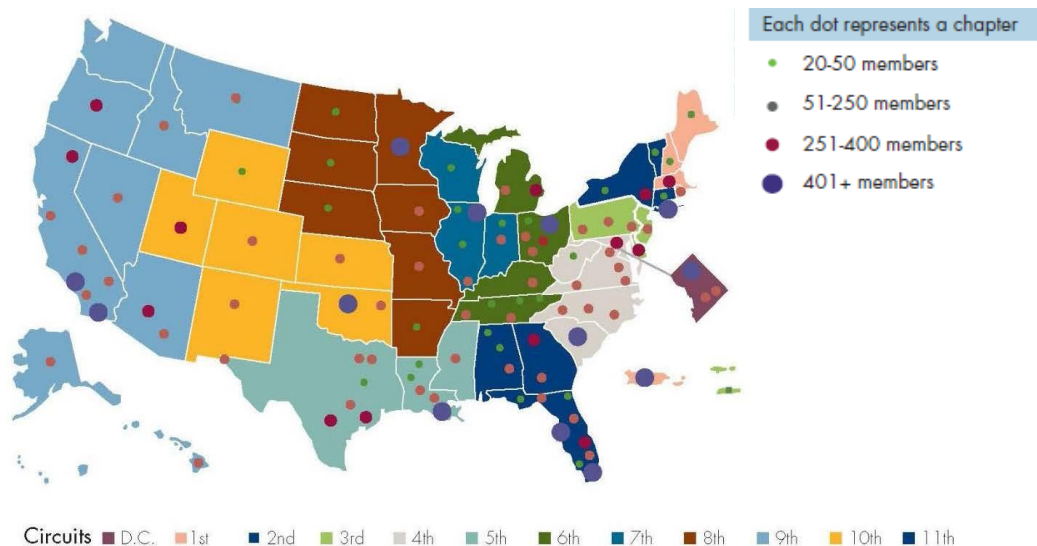 Each dot represents a chapter
20-50 members
51-250 members
251-400 members
401+ members
Circuits D.C. 1st 2nd 3rd 4th 5th 6th 7th 8th 9th 10th 11th